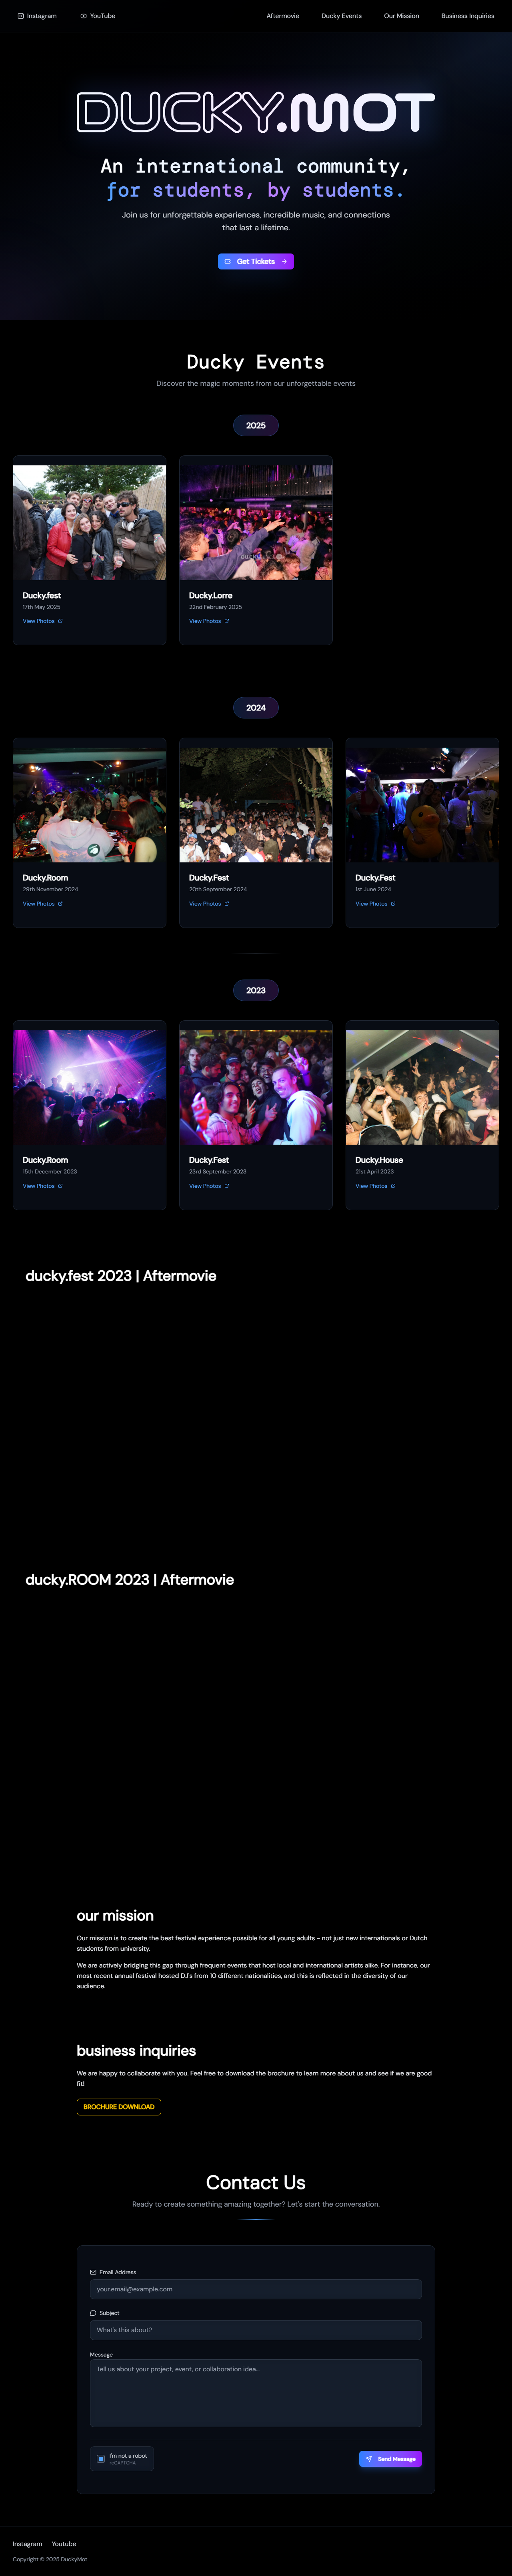 Instagram
YouTube
Aftermovie
Ducky Events
Our Mission
Business Inquiries
DUCKY.MOT
An international community,
for students, by students.
Join us for unforgettable experiences, incredible music, and connections
that last a lifetime.
Get Tickets
Ducky Events
Discover the magic moments from our unforgettable events
2025
Ducky.fest
17th May 2025
View Photos
Ducky.Lorre
22nd February 2025
View Photos
2024
Ducky.Room
29th November 2024
View Photos
Ducky.Fest
20th September 2024
View Photos
Ducky.Fest
1st June 2024
View Photos
2023
Ducky.Room
15th December 2023
View Photos
Ducky.Fest
23rd September 2023
View Photos
Ducky.House
21st April 2023
View Photos
ducky.fest 2023 | Aftermovie
ducky.ROOM 2023 | Aftermovie
our mission
Our mission is to create the best festival experience possible for all young adults - not just new internationals or Dutch
students from university.
We are actively bridging this gap through frequent events that host local and international artists alike. For instance, our
most recent annual festival hosted DJ's from 10 different nationalities, and this is reflected in the diversity of our
audience.
business inquiries
We are happy to collaborate with you. Feel free to download the brochure to learn more about us and see if we are good
fit!
BROCHURE DOWNLOAD
Contact Us
Ready to create something amazing together? Let's start the conversation.
Email Address
your.email@example.com
Subject
What's this about?
Message
Tell us about your project, event, or collaboration idea...
I'm not a robot
reCAPTCHA
Send Message
Instagram
Youtube
Copyright © 2025 DuckyMot